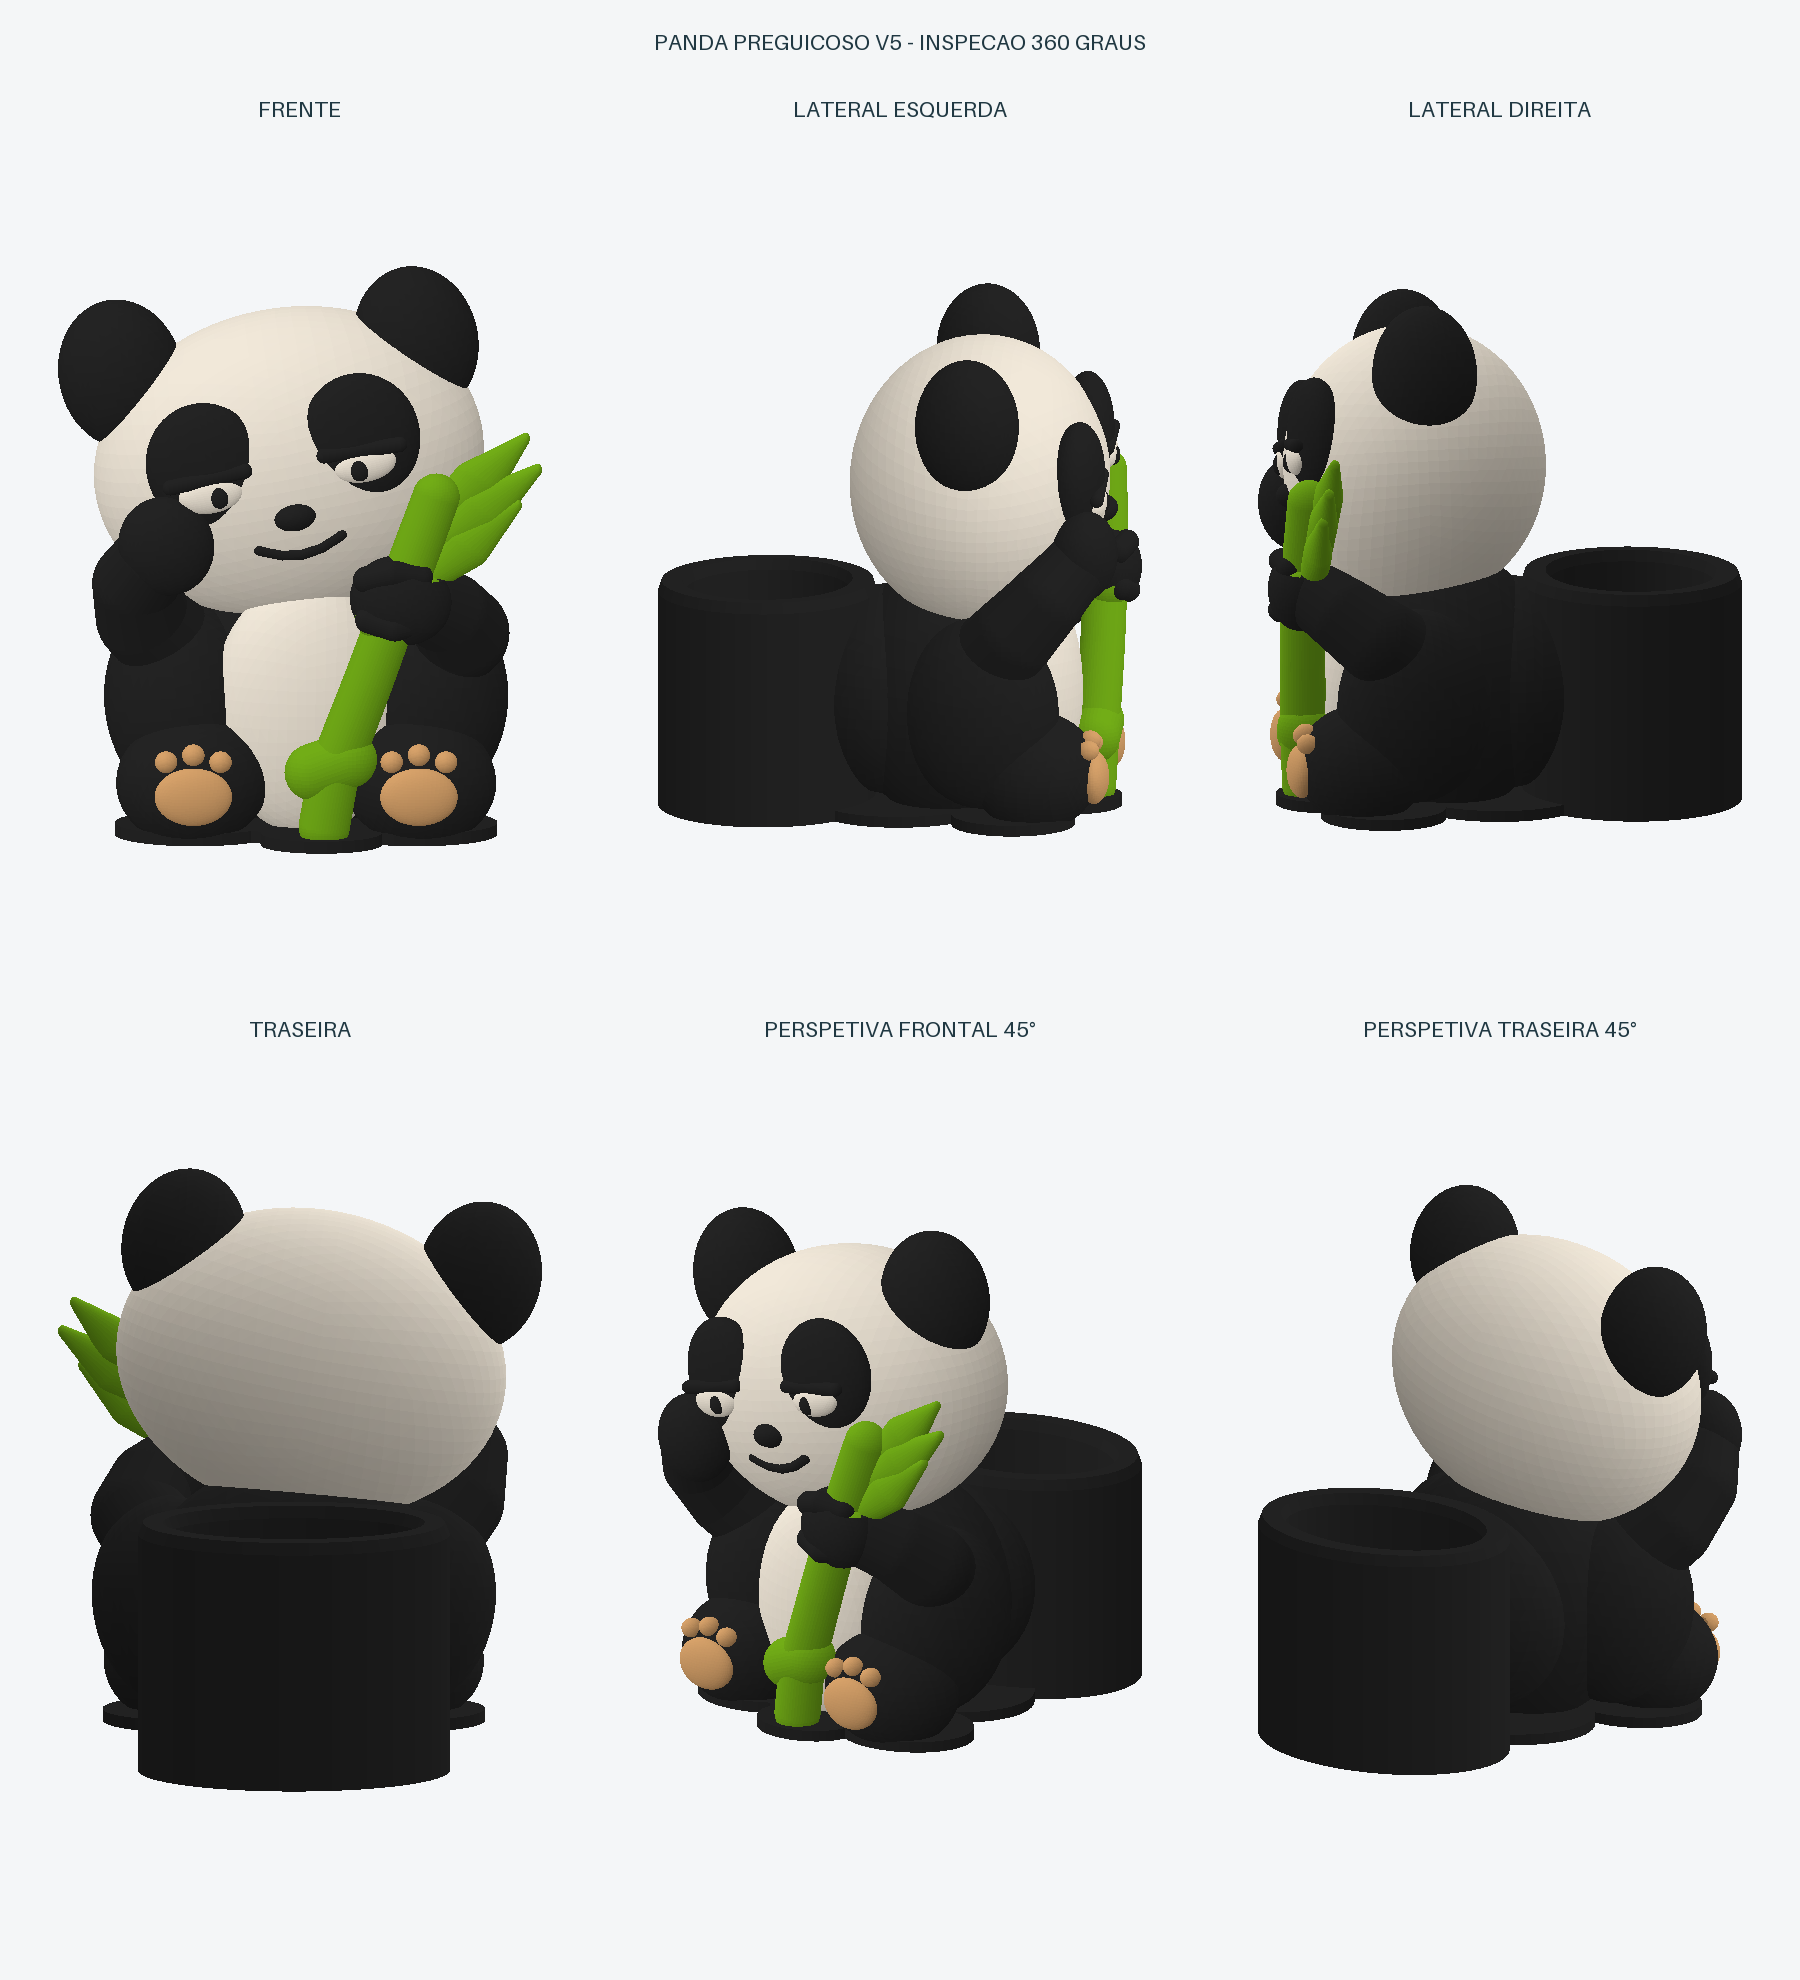 PANDA PREGUICOSO V5 - INSPECAO 360 GRAUS
FRENTE
LATERAL ESQUERDA
LATERAL DIREITA
TRASEIRA
PERSPETIVA FRONTAL 45°
PERSPETIVA TRASEIRA 45°